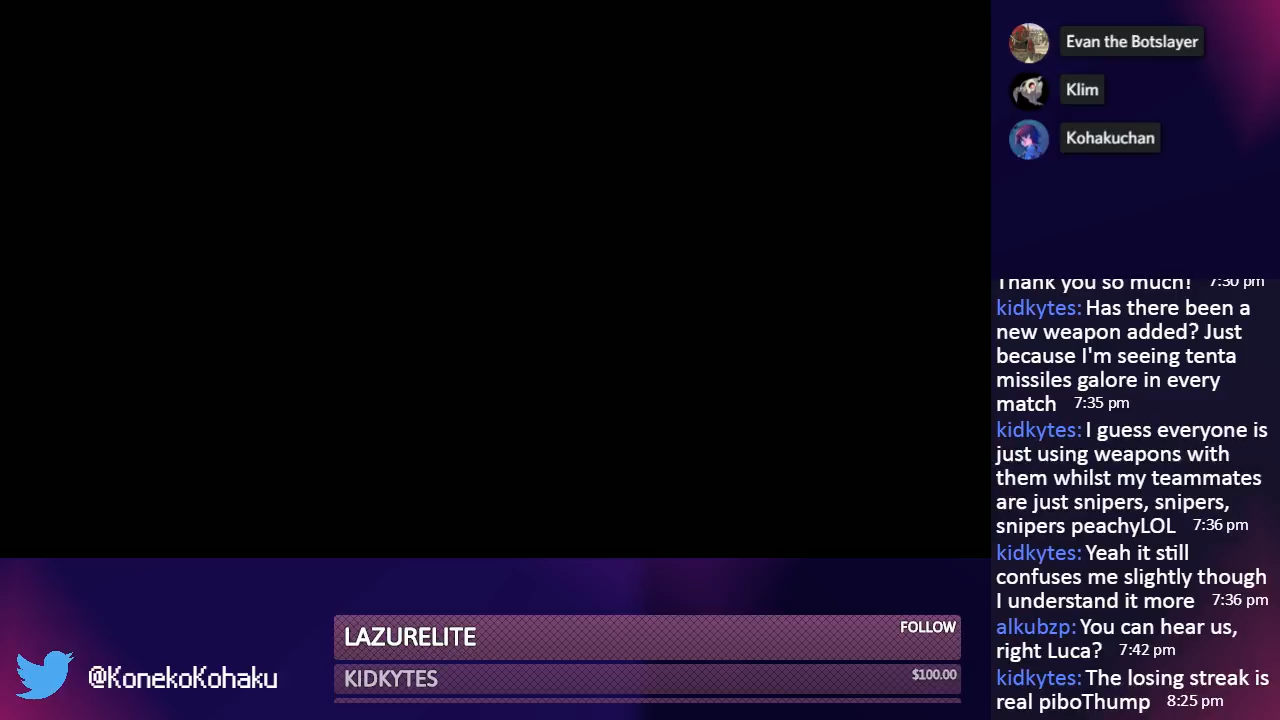 Evan the Botslayer
Klim
Kohakuchan
Thank you so much! 7:30 pm
kidkytes: Has there been a
new weapon added? Just
because I'm seeing tenta
missiles galore in every
match 7:35 pm
kidkytes: I guess everyone is
just using weapons with
them whilst my teammates
are just snipers, snipers,
snipers peachyLOL 7:36 pm
kidkytes: Yeah it still
confuses me slightly though
I understand it more 7:36 pm
alkubzp: You can hear us,
right Luca? 7:42 pm
kidkytes: The losing streak is
real piboThump 8:25 pm
LAZURELITE FOLLOW
KIDKYTES $100.00
@KonekoKohaku